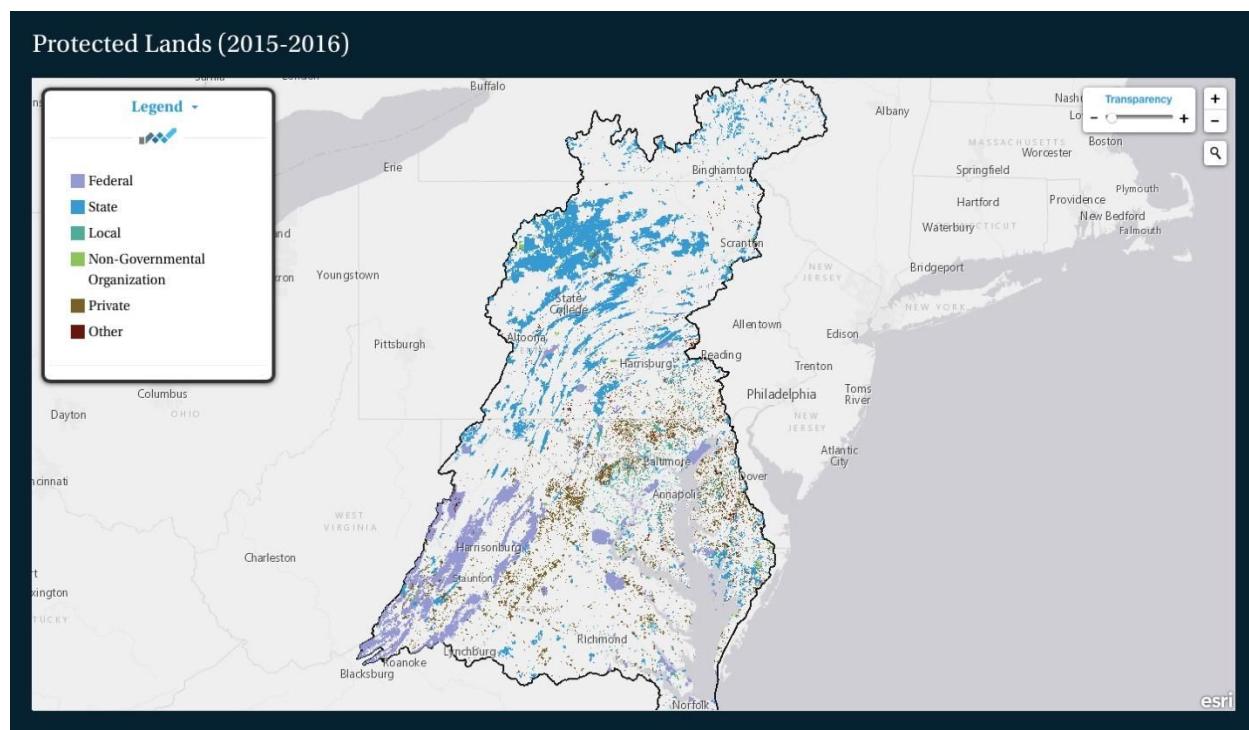 Protected Lands (2015-2016)
Legend
Federal
State
Local
Non-Governmental
Organization
Private
Other
Transparency
- +
+
-
Buffalo
Albany
Boston
MASSACHUSETTS
Worcester
Erie
Binghamton
Springfield
Hartford
Providence
Plymouth
New Bedford
Waterbury
Falmouth
Scranton
Youngstown
Bridgeport
NEW
JERSEY
NEW YORK
State
College
Allentown
Edison
Altoona
Pittsburgh
Harrisburg
Reading
Trenton
Columbus
Philadelphia
Toms
River
Dayton
OHIO
NEW
JERSEY
Atlantic
City
Baltimore
Dover
Annapolis
WEST
VIRGINIA
Charleston
Harrisonburg
Staunton
Richmond
Lynchburg
Roanoke
Blacksburg
Norfolk
esri